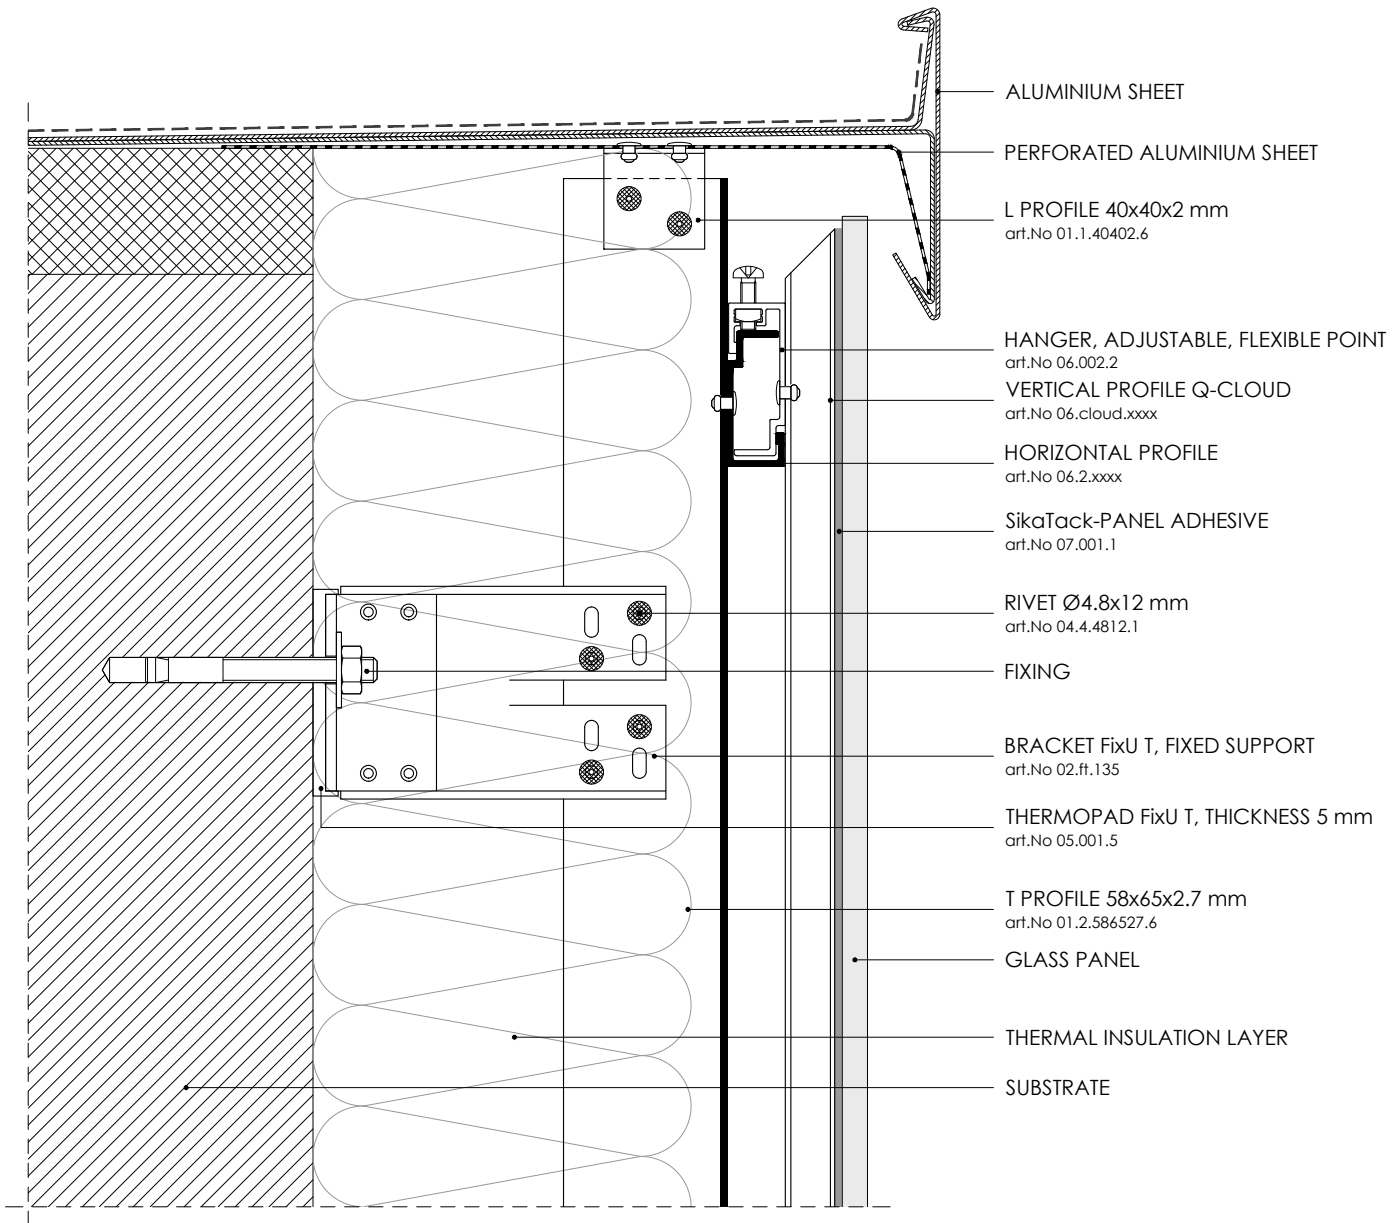 ALUMINIUM SHEET
PERFORATED ALUMINIUM SHEET
L PROFILE 40x40x2 mm
art.No 01.1.40402.6
HANGER, ADJUSTABLE, FLEXIBLE POINT
art.No 06.002.2
VERTICAL PROFILE Q-CLOUD
art.No 06.cloud.xxxx
HORIZONTAL PROFILE
art.No 06.2.xxxx
SikaTack-PANEL ADHESIVE
art.No 07.001.1
RIVET Ø4.8x12 mm
art.No 04.4.4812.1
FIXING
BRACKET FixU T, FIXED SUPPORT
art.No 02.ft.135
THERMOPAD FixU T, THICKNESS 5 mm
art.No 05.001.5
T PROFILE 58x65x2.7 mm
art.No 01.2.586527.6
GLASS PANEL
THERMAL INSULATION LAYER
SUBSTRATE